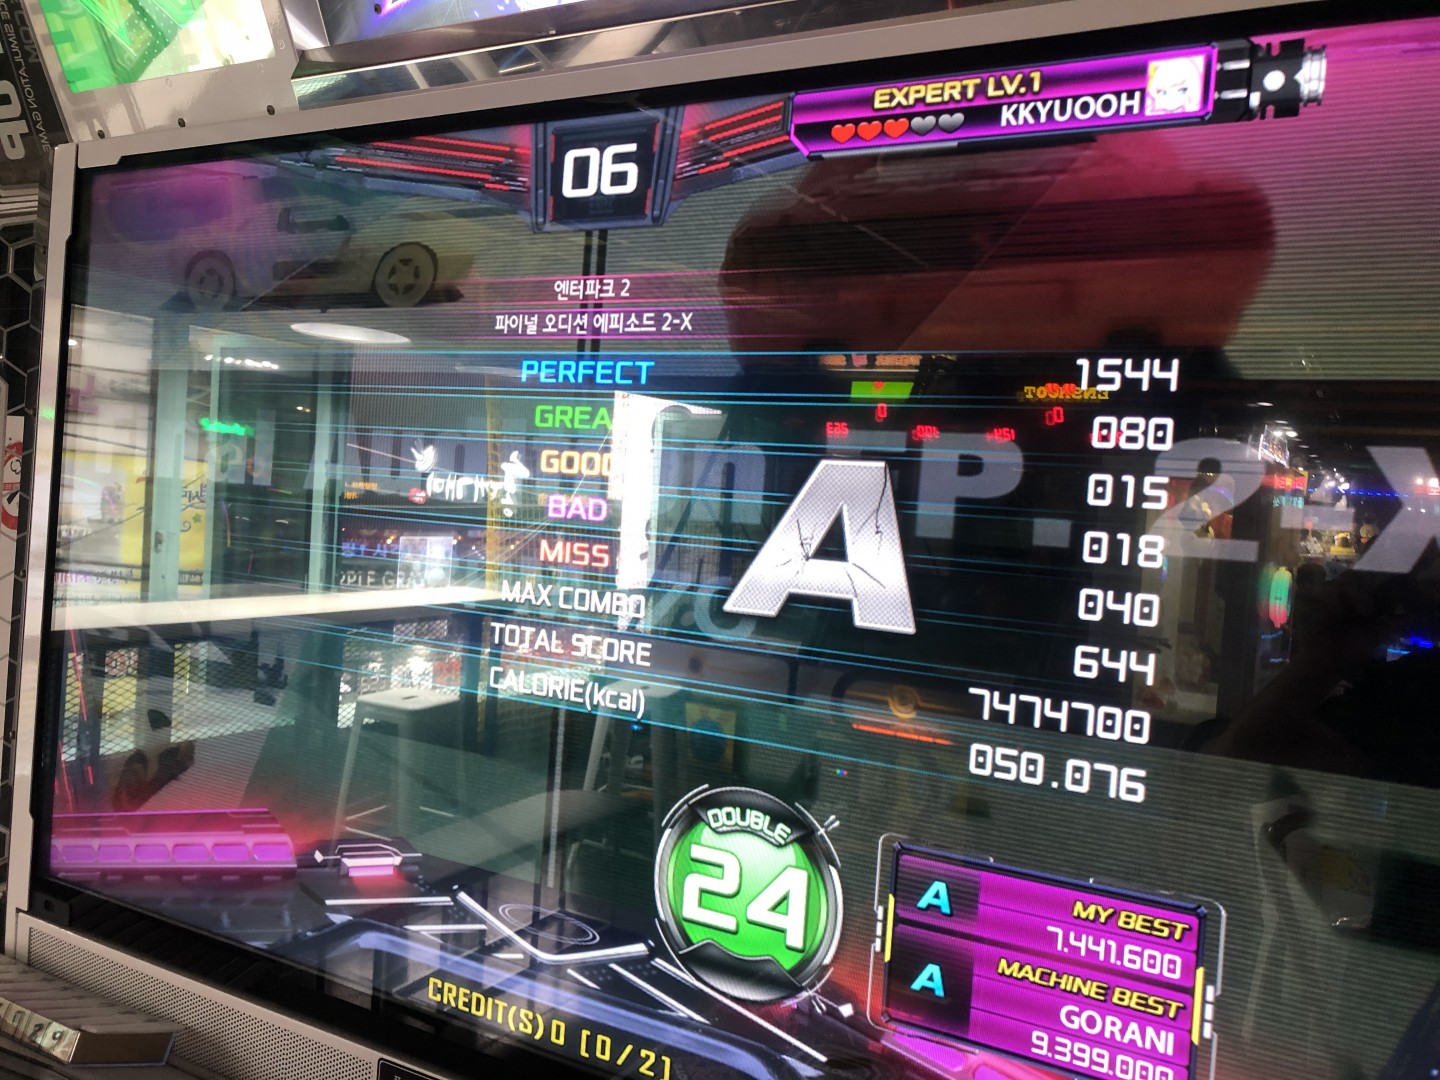 EXPERT LV.1
KKYUOOH
06
엔터파크 2
파이널 오디션 에피소드 2-X
PERFECT 1544
GREA 080
GOOD 015
BAD 018
MISS 040
MAX COMBO 644
TOTAL SCORE 7474700
CALORIE(kcal) 050.076
A
EP. 2-X
DOUBLE
24
A MY BEST
7.441.600
A MACHINE BEST
GORANI
9.399.000
CREDIT(S) 0 [0/2]